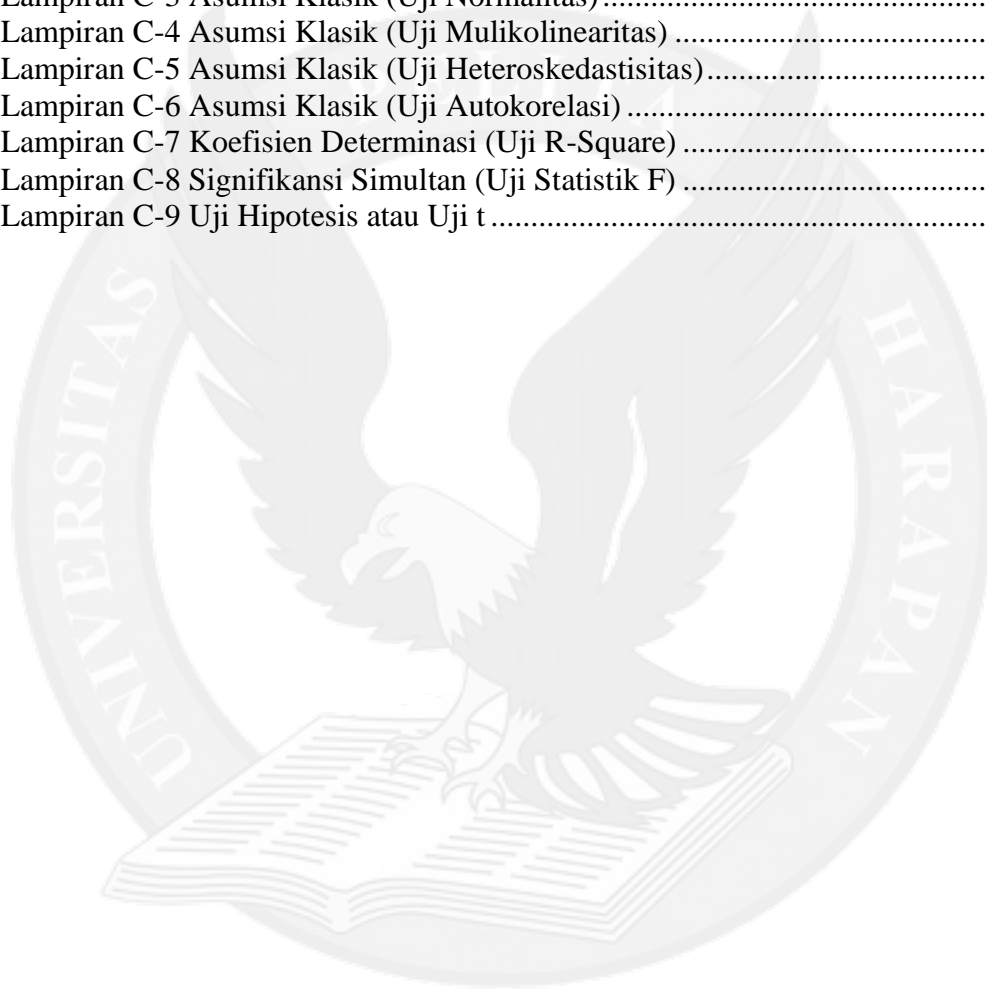 Lampiran C-3 Asumsi Klasik (Uji Normalitas)..........................................................
Lampiran C-4 Asumsi Klasik (Uji Mulikolinearitas) ..............................................
Lampiran C-5 Asumsi Klasik (Uji Heteroskedastisitas)..........................................
Lampiran C-6 Asumsi Klasik (Uji Autokorelasi) ....................................................
Lampiran C-7 Koefisien Determinasi (Uji R-Square) .............................................
Lampiran C-8 Signifikansi Simultan (Uji Statistik F) .............................................
Lampiran C-9 Uji Hipotesis atau Uji t .....................................................................
UNIVERSITAS PELITA HARAPAN